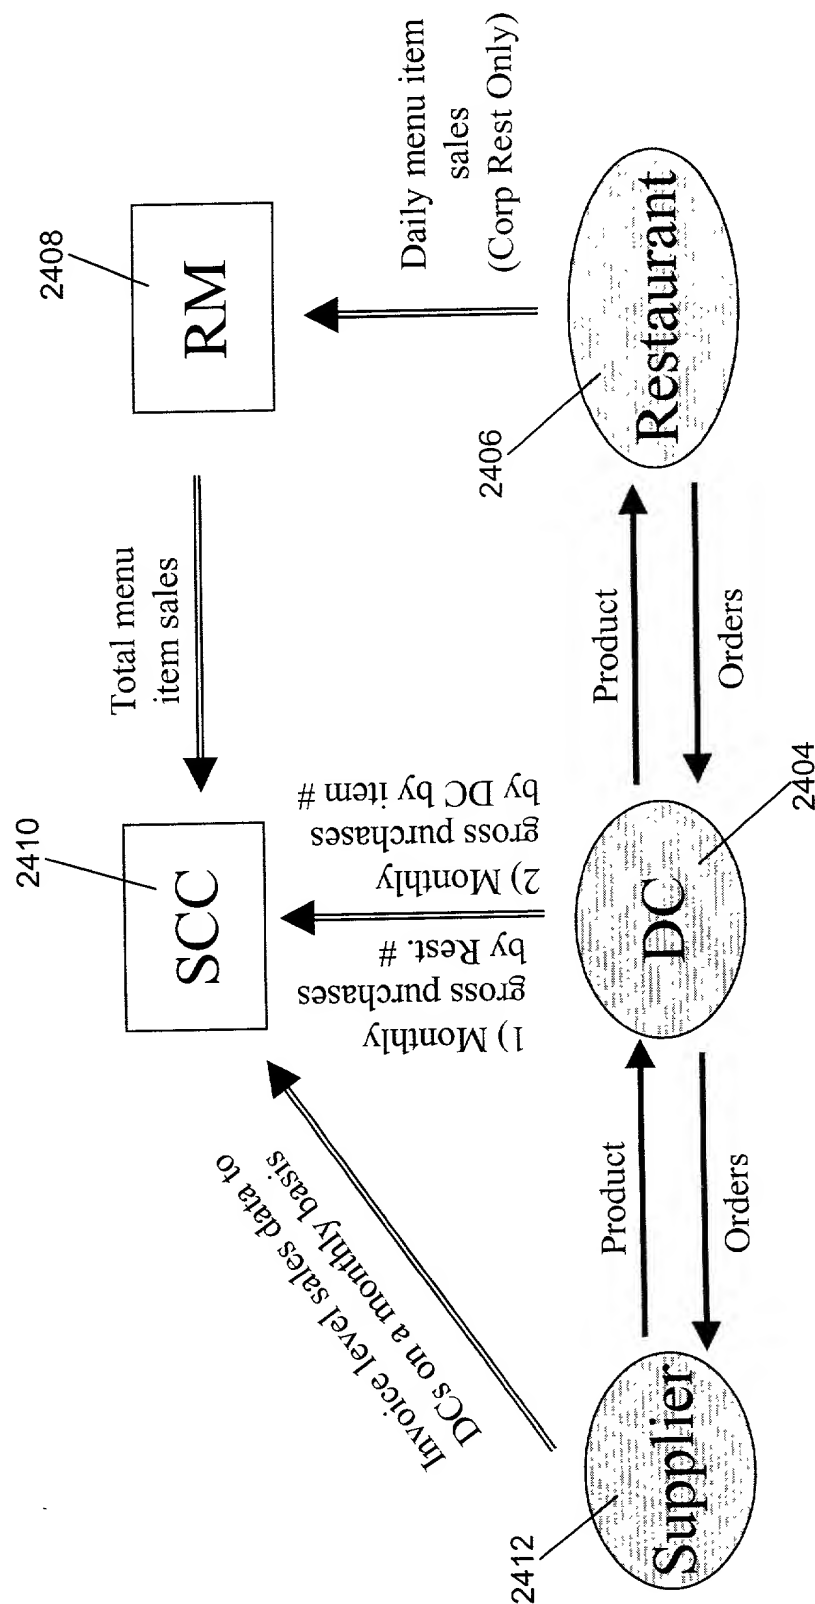 2410
SCC
Total menu
item sales
2408
RM
Invoice level sales data to
DCs on a monthly basis
1) Monthly
gross purchases
by Rest. #
2) Monthly
gross purchases
by DC by item #
Daily menu item
sales
(Corp Rest Only)
2412
Supplier
Product
Orders
DC
2404
Product
Orders
2406
Restaurant